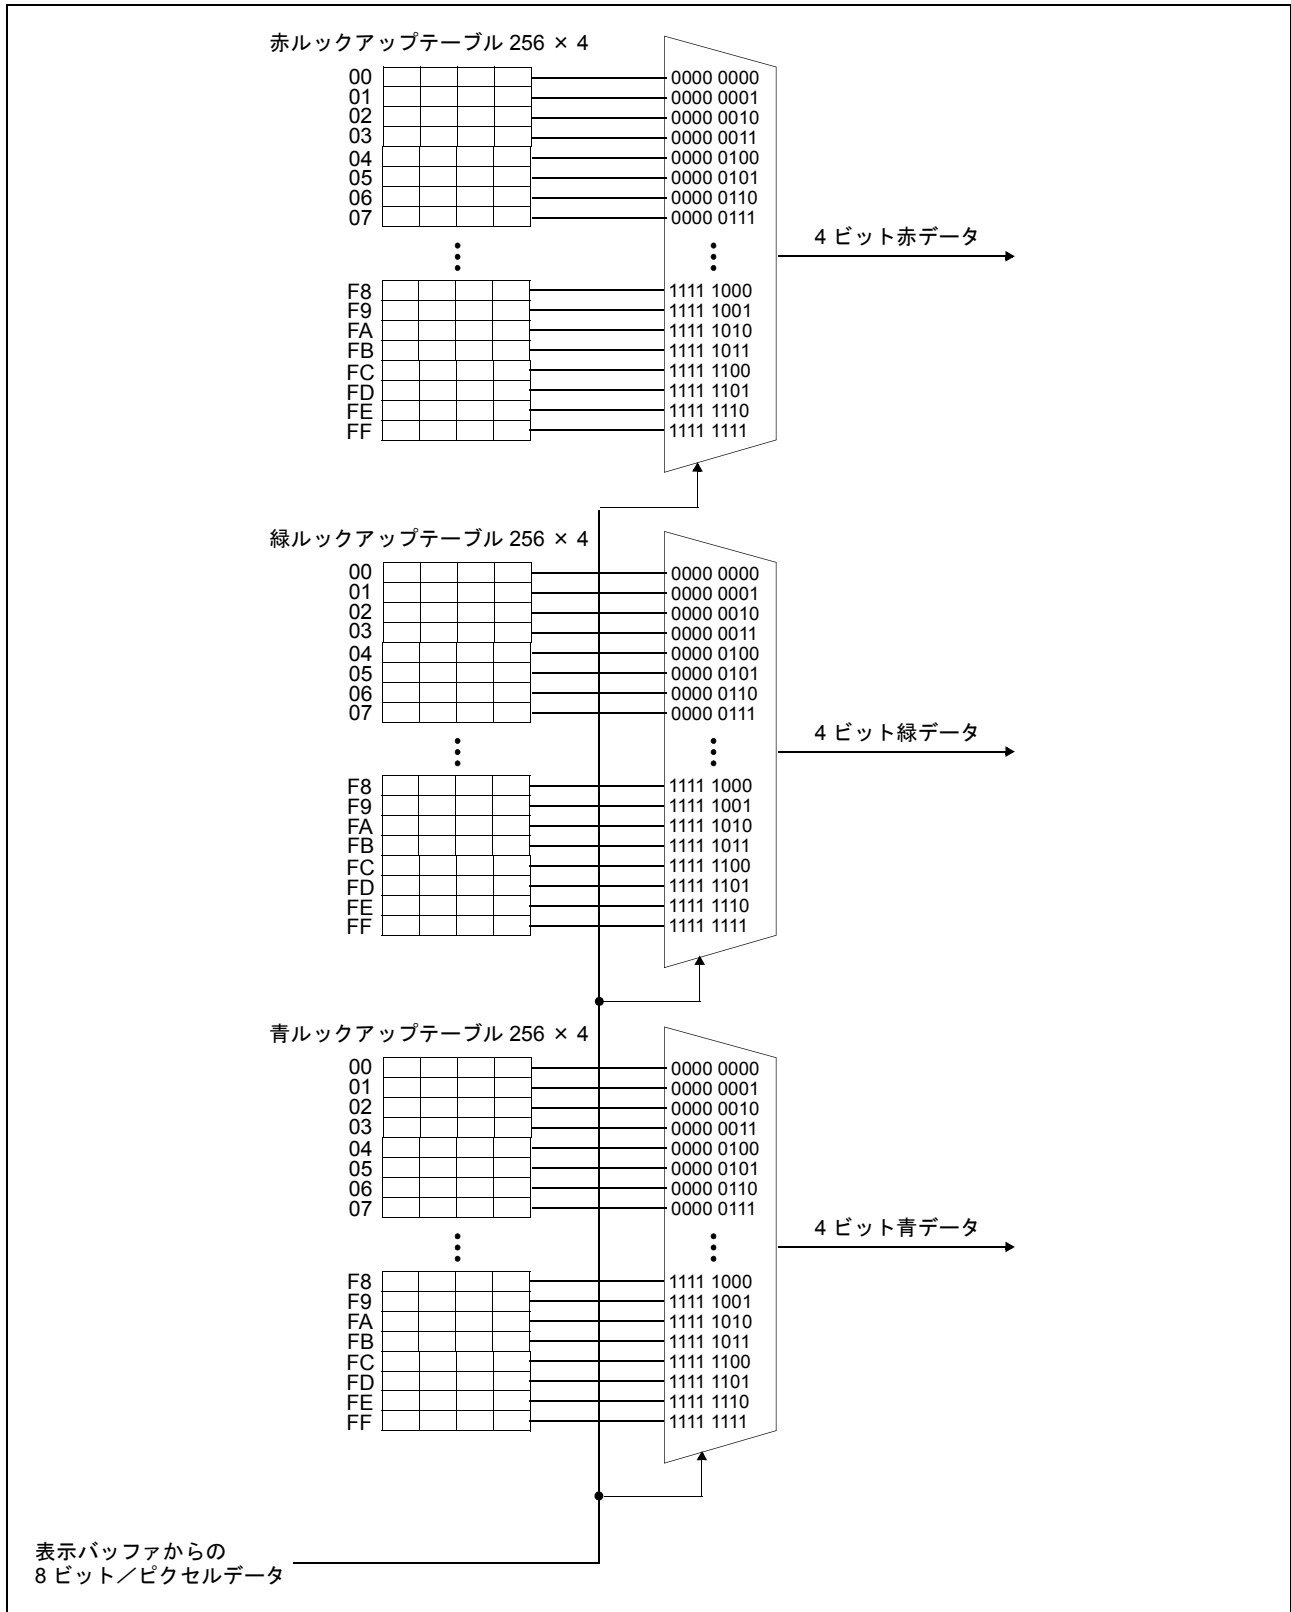 赤ルックアップテーブル 256 × 4
00 0000 0000
01 0000 0001
02 0000 0010
03 0000 0011
04 0000 0100
05 0000 0101
06 0000 0110
07 0000 0111
4 ビット赤データ
F8 1111 1000
F9 1111 1001
FA 1111 1010
FB 1111 1011
FC 1111 1100
FD 1111 1101
FE 1111 1110
FF 1111 1111
緑ルックアップテーブル 256 × 4
00 0000 0000
01 0000 0001
02 0000 0010
03 0000 0011
04 0000 0100
05 0000 0101
06 0000 0110
07 0000 0111
4 ビット緑データ
F8 1111 1000
F9 1111 1001
FA 1111 1010
FB 1111 1011
FC 1111 1100
FD 1111 1101
FE 1111 1110
FF 1111 1111
青ルックアップテーブル 256 × 4
00 0000 0000
01 0000 0001
02 0000 0010
03 0000 0011
04 0000 0100
05 0000 0101
06 0000 0110
07 0000 0111
4 ビット青データ
F8 1111 1000
F9 1111 1001
FA 1111 1010
FB 1111 1011
FC 1111 1100
FD 1111 1101
FE 1111 1110
FF 1111 1111
表示バッファからの
8 ビット／ピクセルデータ